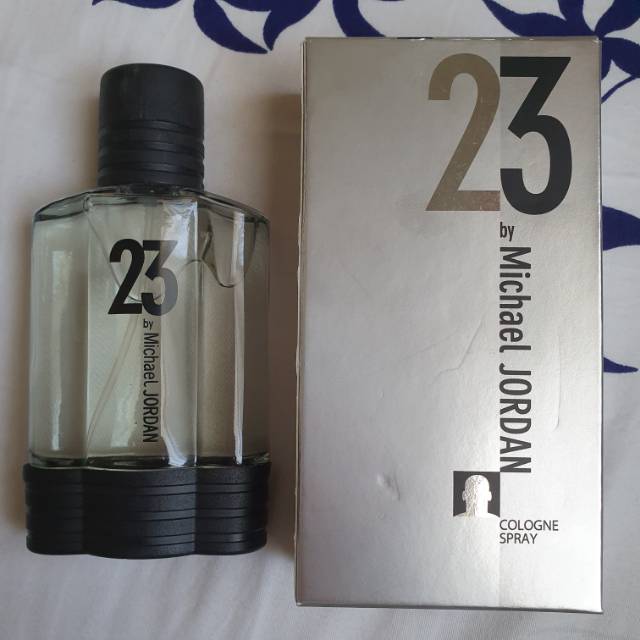 23
by Michael JORDAN
23
by Michael JORDAN
COLOGNE
SPRAY